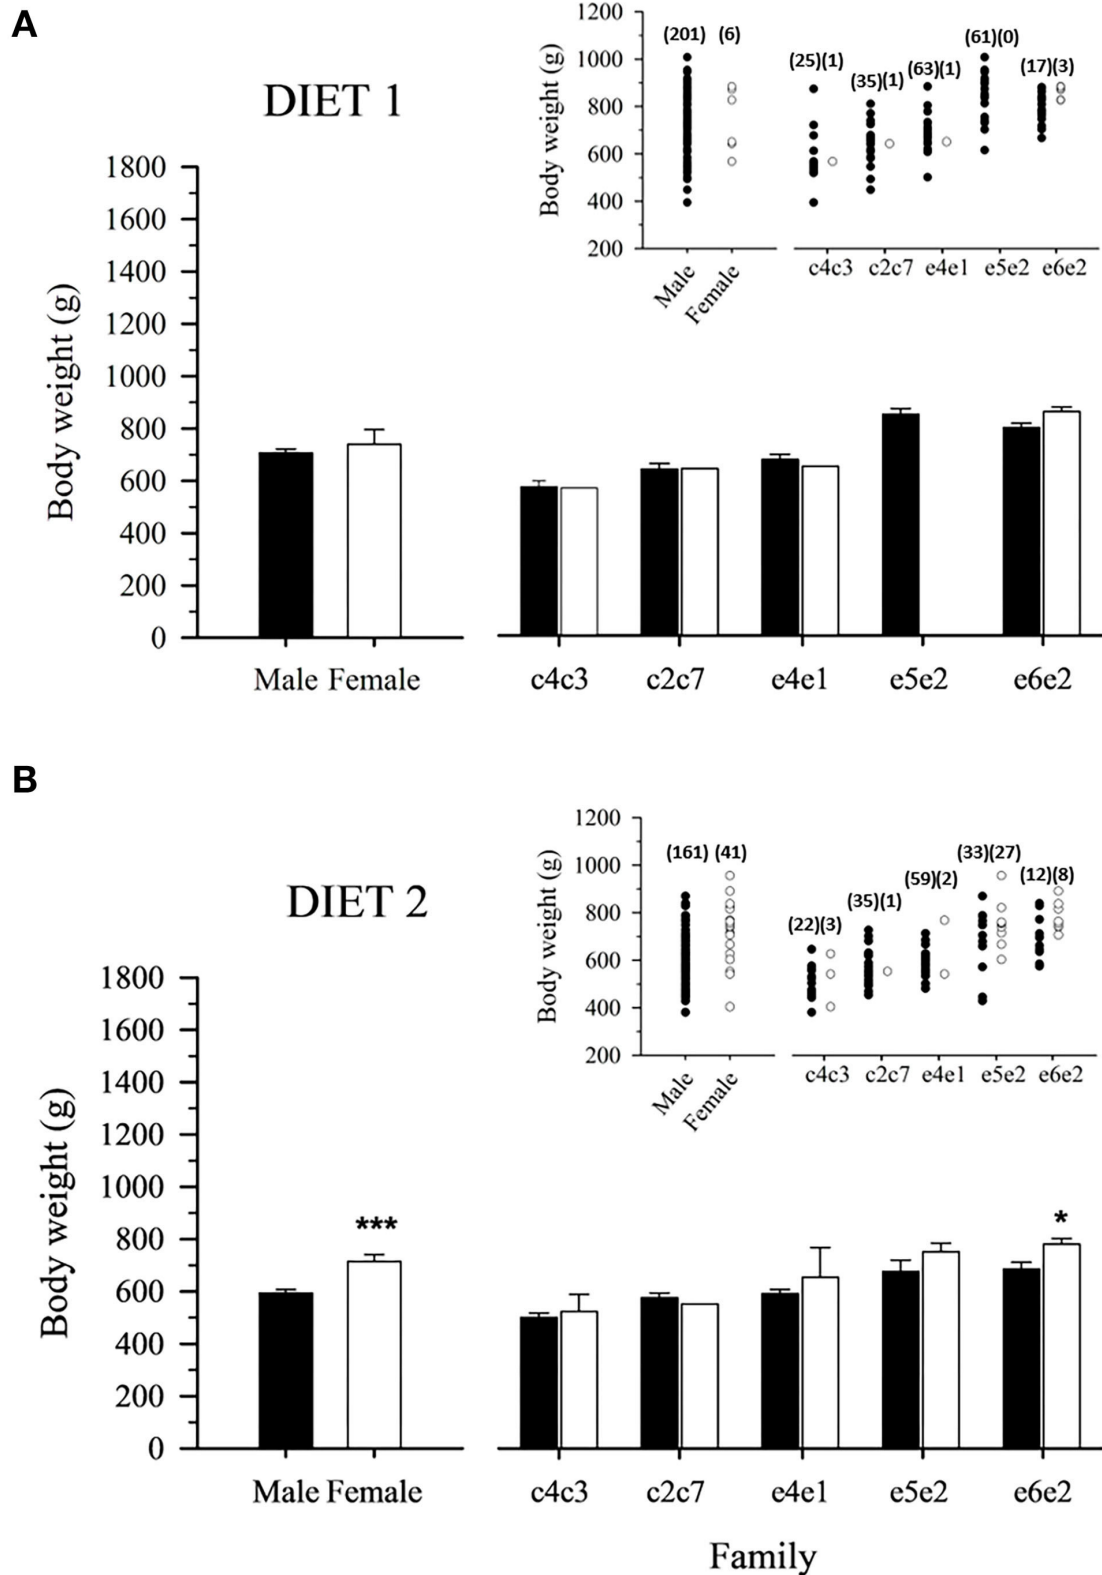 A
DIET 1
Body weight (g)
1800
1600
1400
1200
1000
800
600
400
200
0
Male Female
c4c3 c2c7 e4e1 e5e2 e6e2
Body weight (g)
1200
1000
800
600
400
200
(201) (6)
(25)(1) (35)(1) (63)(1) (61)(0) (17)(3)
Male Female
c4c3 c2c7 e4e1 e5e2 e6e2
B
DIET 2
Body weight (g)
1800
1600
1400
1200
1000
800
600
400
200
0
***
*
Male Female
c4c3 c2c7 e4e1 e5e2 e6e2
Family
Body weight (g)
1200
1000
800
600
400
200
(161) (41)
(22)(3) (35)(1) (59)(2) (33)(27) (12)(8)
Male Female
c4c3 c2c7 e4e1 e5e2 e6e2